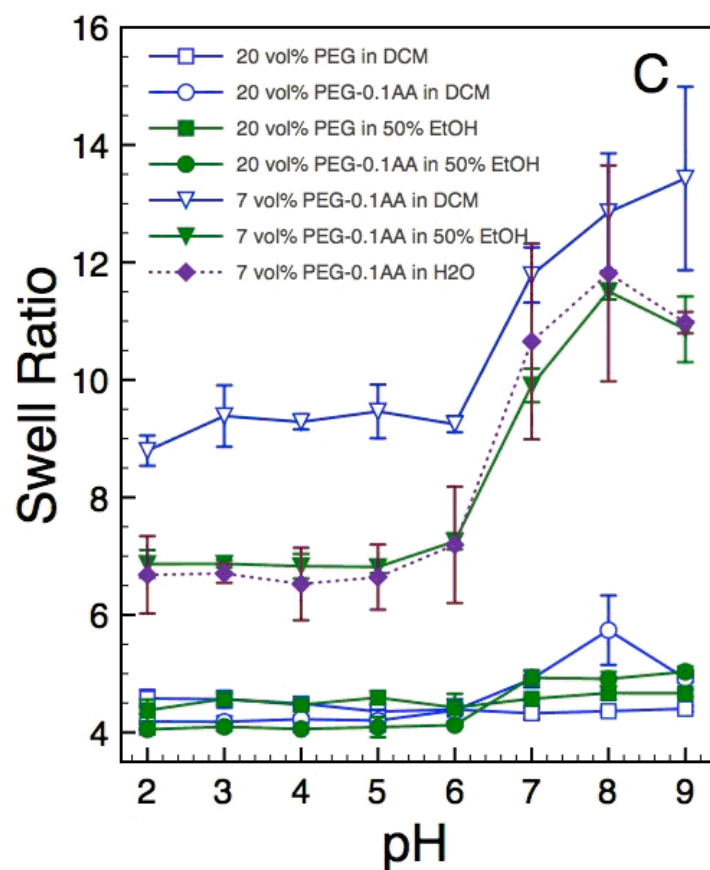 C
20 vol% PEG in DCM
20 vol% PEG-0.1AA in DCM
20 vol% PEG in 50% EtOH
20 vol% PEG-0.1AA in 50% EtOH
7 vol% PEG-0.1AA in DCM
7 vol% PEG-0.1AA in 50% EtOH
7 vol% PEG-0.1AA in H2O
Swell Ratio
16
14
12
10
8
6
4
2 3 4 5 6 7 8 9
pH